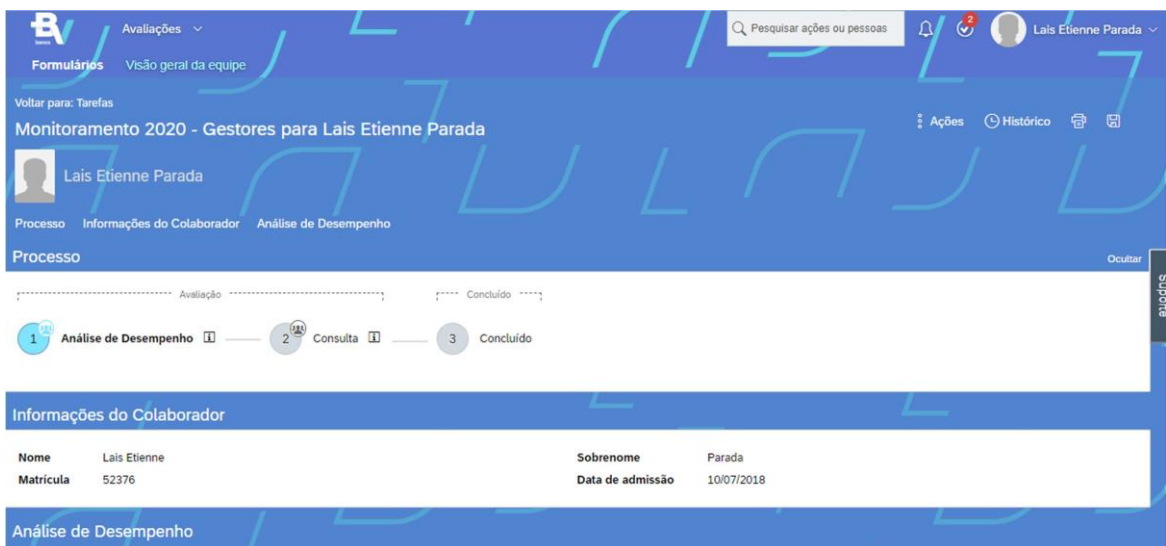 BV
banco
Avaliações
Pesquisar ações ou pessoas
2
Lais Etienne Parada
Formulários Visão geral da equipe
Voltar para: Tarefas
Monitoramento 2020 - Gestores para Lais Etienne Parada
Ações Histórico
Lais Etienne Parada
Processo Informações do Colaborador Análise de Desempenho
Processo
Ocultar
Suporte
Avaliação Concluído
1 Análise de Desempenho 2 Consulta 3 Concluído
Informações do Colaborador
Nome Lais Etienne Sobrenome Parada
Matrícula 52376 Data de admissão 10/07/2018
Análise de Desempenho